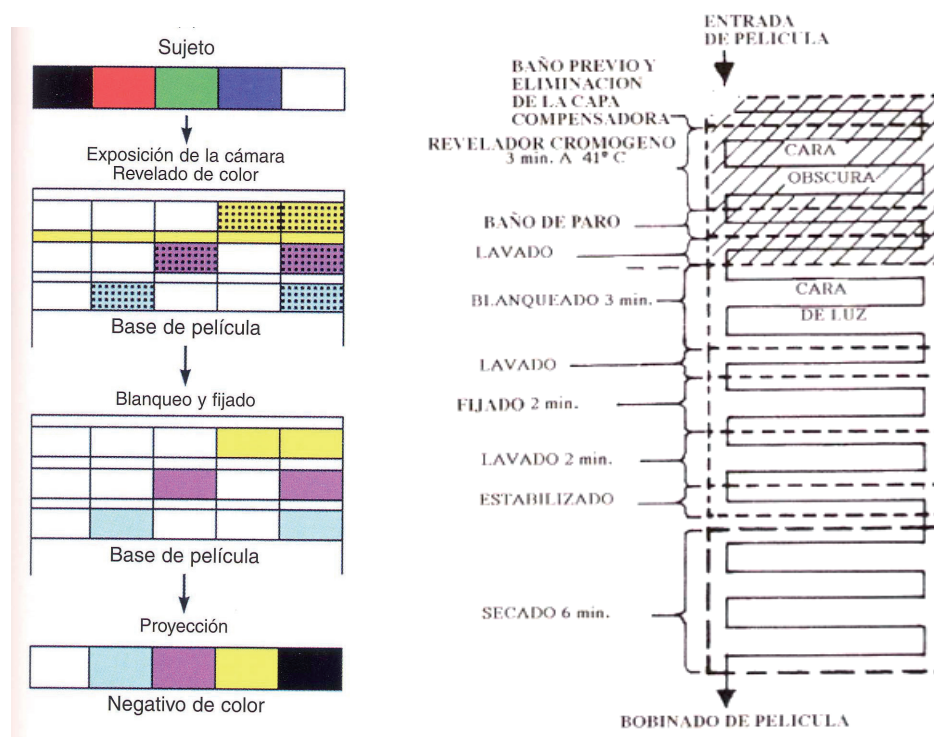 Sujeto
Exposición de la cámara
Revelado de color
Base de película
Blanqueo y fijado
Base de película
Proyección
Negativo de color
ENTRADA
DE PELICULA
BAÑO PREVIO Y
ELIMINACION
DE LA CAPA
COMPENSADORA
REVELADOR CROMOGENO
3 min. A 41° C
CARA
OBSCURA
BAÑO DE PARO
LAVADO
BLANQUEADO 3 min.
CARA
DE LUZ
LAVADO
FIJADO 2 min.
LAVADO 2 min.
ESTABILIZADO
SECADO 6 min.
BOBINADO DE PELICULA